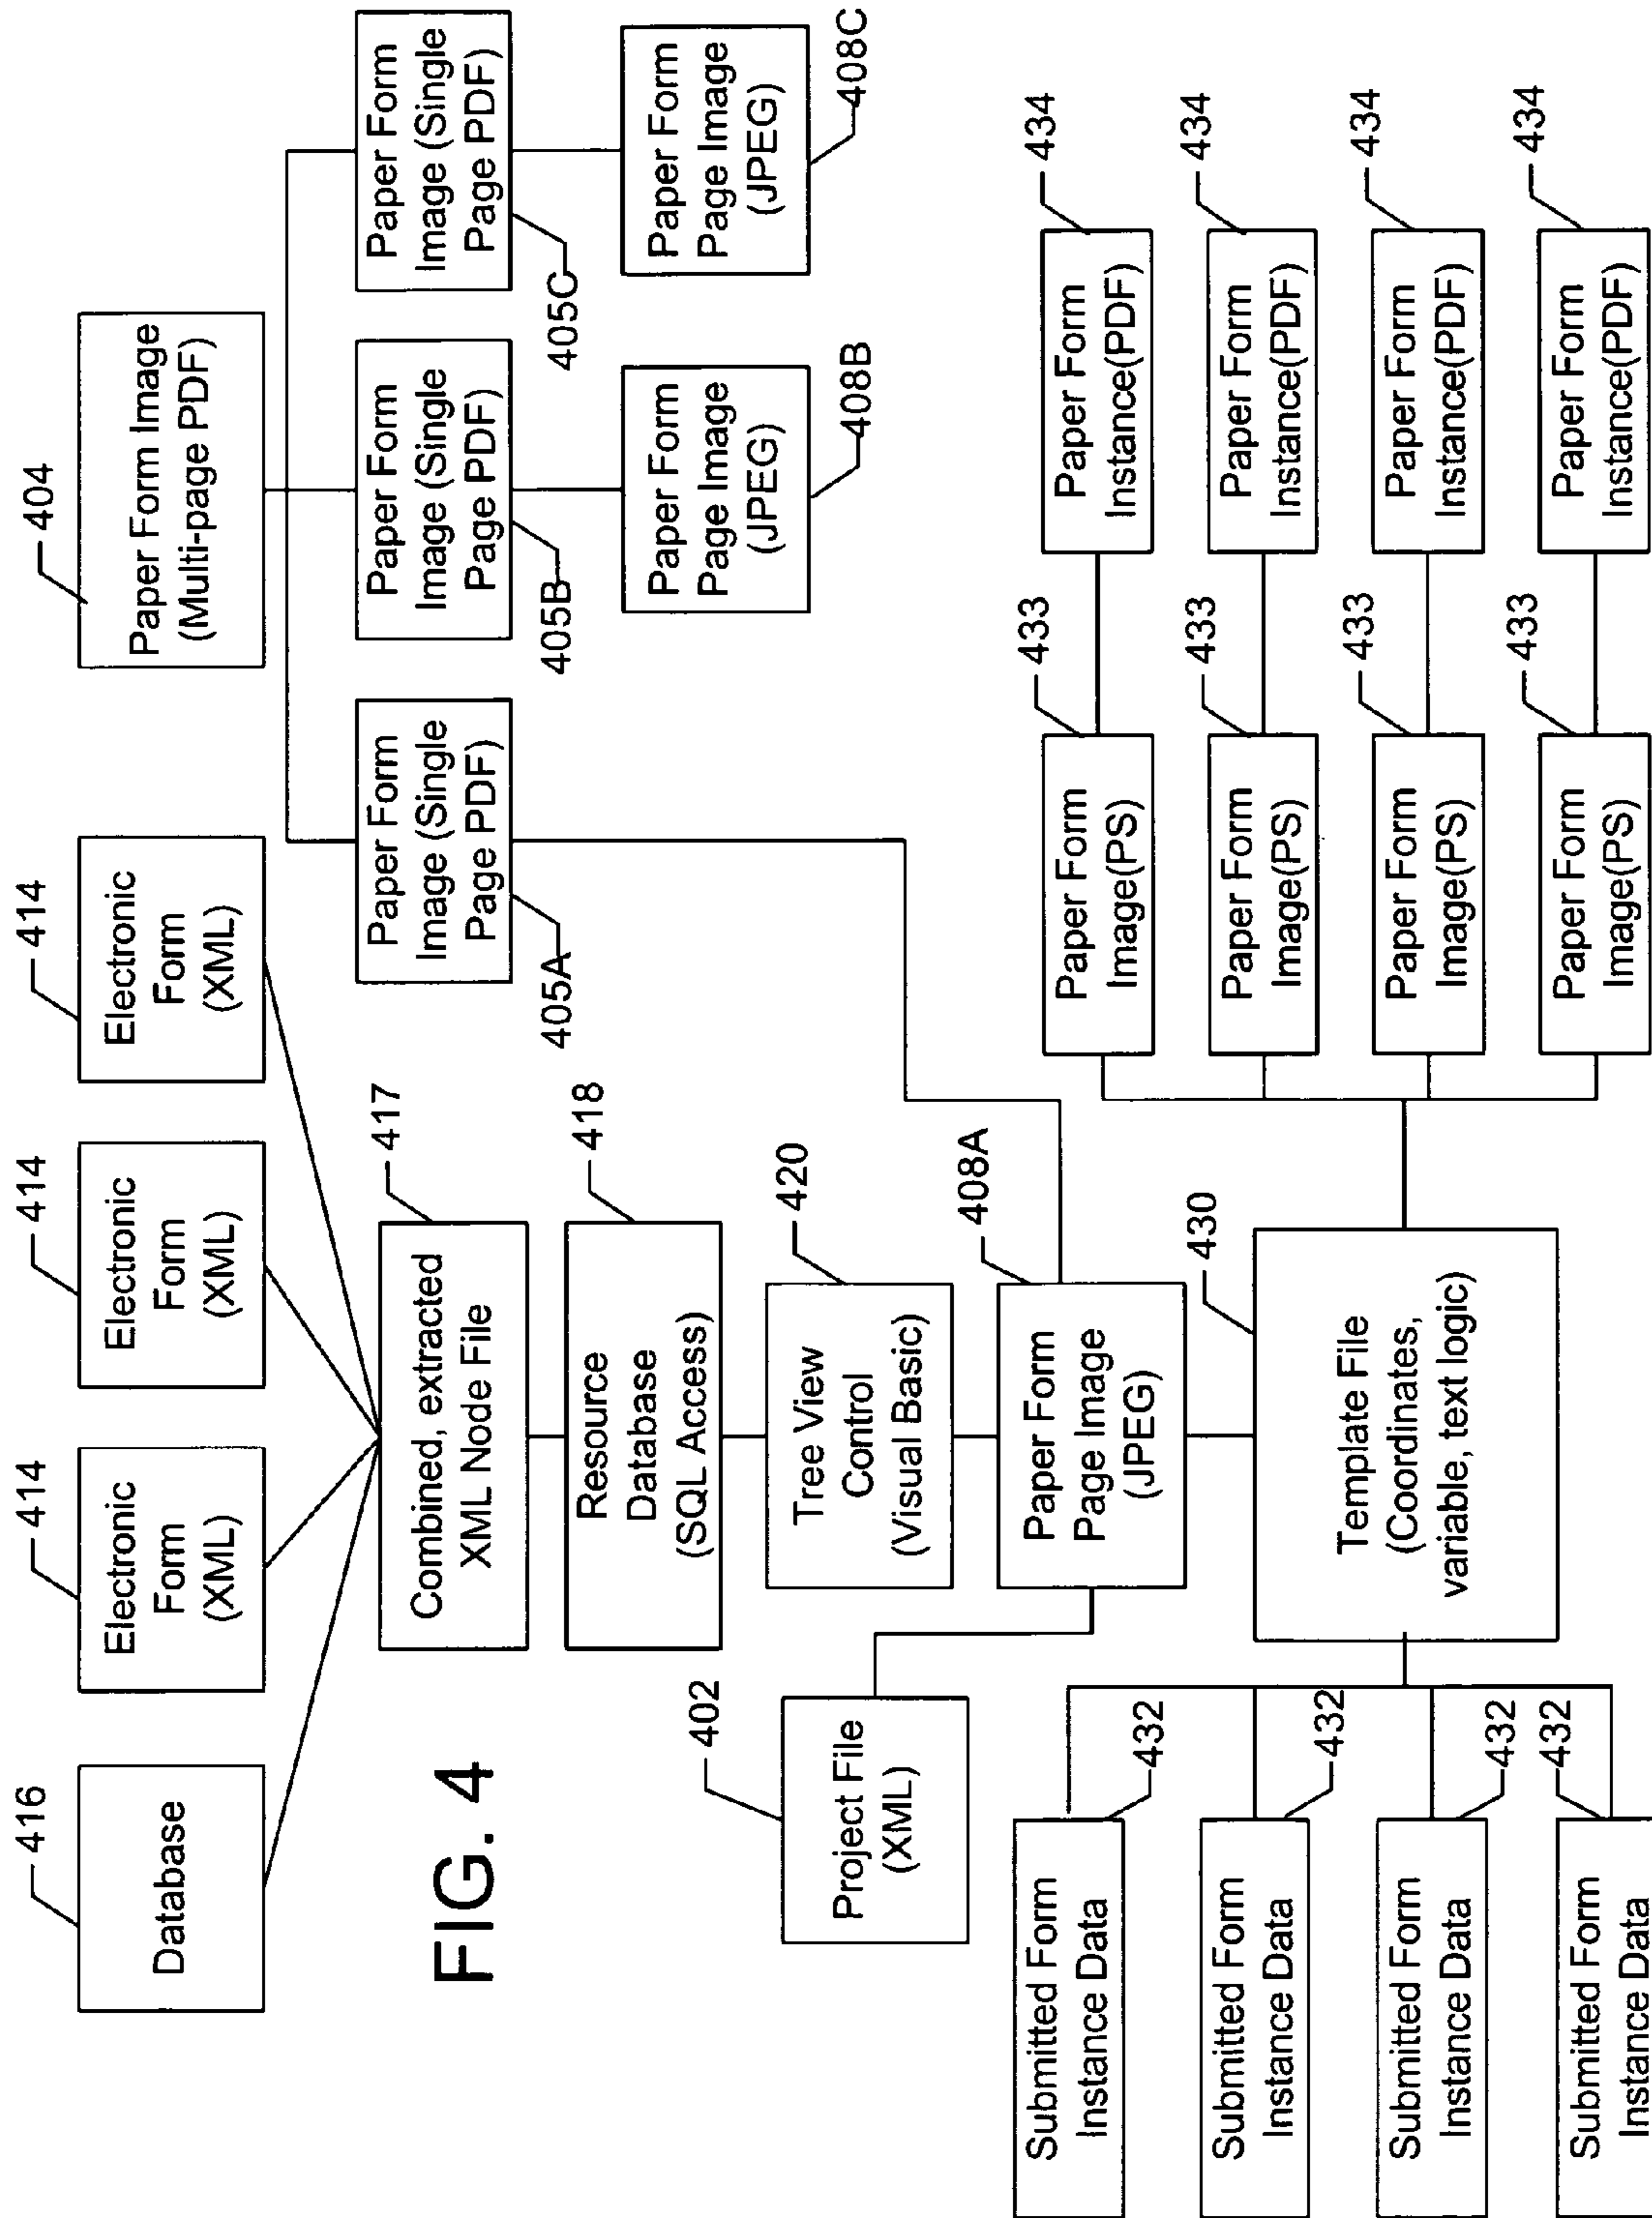 416
Database
414
Electronic
Form
(XML)
414
Electronic
Form
(XML)
414
Electronic
Form
(XML)
404
Paper Form Image
(Multi-page PDF)
417
Combined, extracted
XML Node File
405A
Paper Form
Image (Single
Page PDF)
405B
Paper Form
Image (Single
Page PDF)
405C
Paper Form
Image (Single
Page PDF)
FIG. 4
418
Resource
Database
(SQL Access)
408B
Paper Form
Page Image
(JPEG)
408C
Paper Form
Page Image
(JPEG)
402
Project File
(XML)
420
Tree View
Control
(Visual Basic)
408A
Paper Form
Page Image
(JPEG)
430
Template File
(Coordinates,
variable, text logic)
Submitted Form
Instance Data
432
Submitted Form
Instance Data
432
Submitted Form
Instance Data
432
Submitted Form
Instance Data
432
433
Paper Form
Image(PS)
434
Paper Form
Instance(PDF)
433
Paper Form
Image(PS)
434
Paper Form
Instance(PDF)
433
Paper Form
Image(PS)
434
Paper Form
Instance(PDF)
433
Paper Form
Image(PS)
434
Paper Form
Instance(PDF)